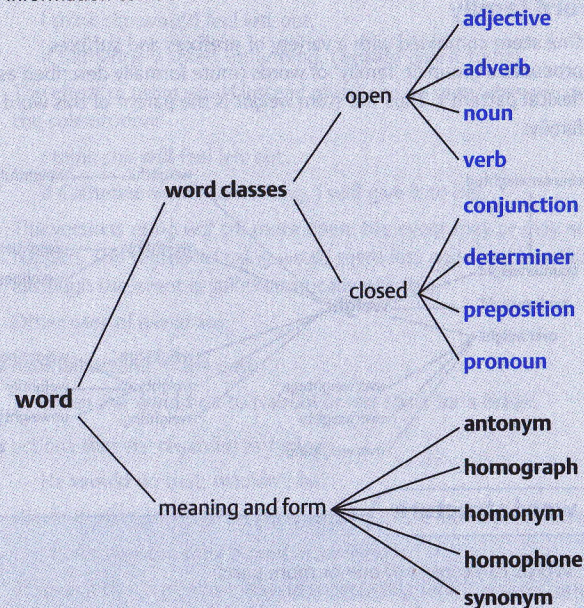 adjective
adverb
open
noun
verb
word classes
conjunction
determiner
closed
preposition
pronoun
word
antonym
homograph
meaning and form
homonym
homophone
synonym